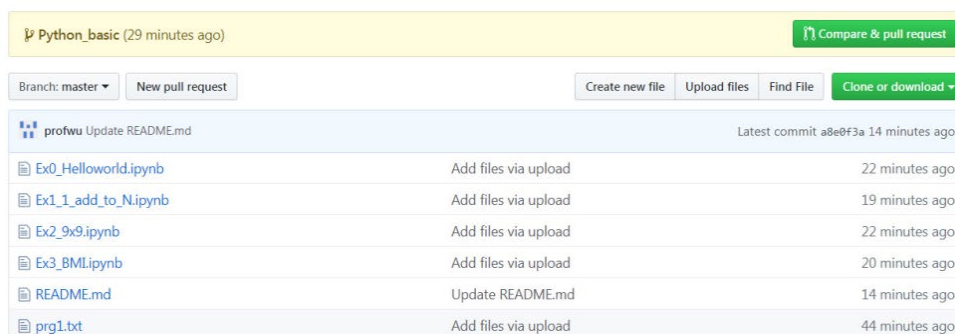 Python_basic (29 minutes ago) Compare & pull request
Branch: master New pull request Create new file Upload files Find File Clone or download
profwu Update README.md Latest commit a8e0f3a 14 minutes ago
Ex0_Helloworld.ipynb Add files via upload 22 minutes ago
Ex1_1_add_to_N.ipynb Add files via upload 19 minutes ago
Ex2_9x9.ipynb Add files via upload 22 minutes ago
Ex3_BMI.ipynb Add files via upload 20 minutes ago
README.md Update README.md 14 minutes ago
prg1.txt Add files via upload 44 minutes ago